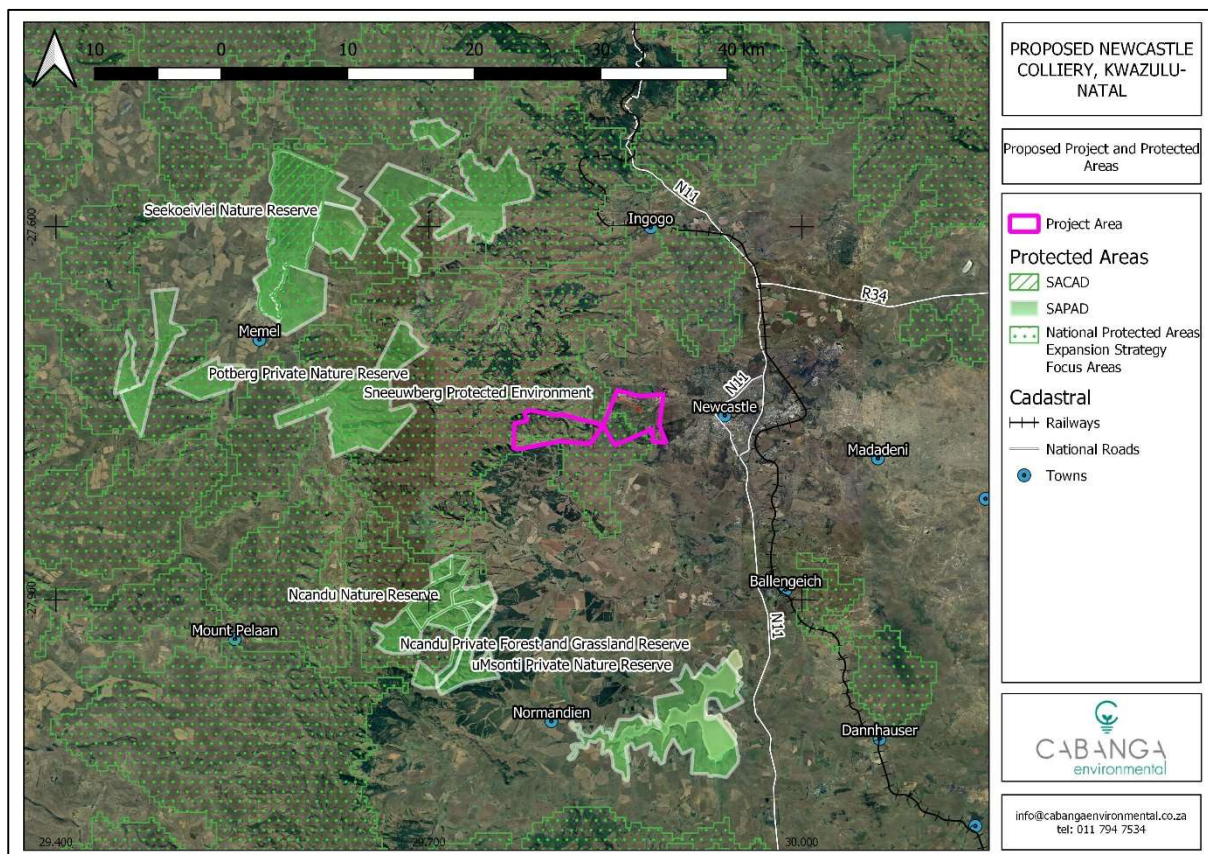 10 0 10 20 30 40 km
N11
Ingogo
-27.600
Seekoeivlei Nature Reserve
R34
Memel
Potberg Private Nature Reserve
Sneeuwberg Protected Environment
N11
Newcastle
Madadeni
Ballengeich
Ncandu Nature Reserve
-27.900
Mount Pelaan
N11
Ncandu Private Forest and Grassland Reserve
uMsonti Private Nature Reserve
Normandien
Dannhauser
29.400
29.700
30.000
PROPOSED NEWCASTLE
COLLIERY, KWAZULU-
NATAL
Proposed Project and Protected
Areas
Project Area
Protected Areas
SACAD
SAPAD
National Protected Areas
Expansion Strategy
Focus Areas
Cadastral
Railways
National Roads
Towns
CABANGA
environmental
info@cabangaenvironmental.co.za
tel: 011 794 7534